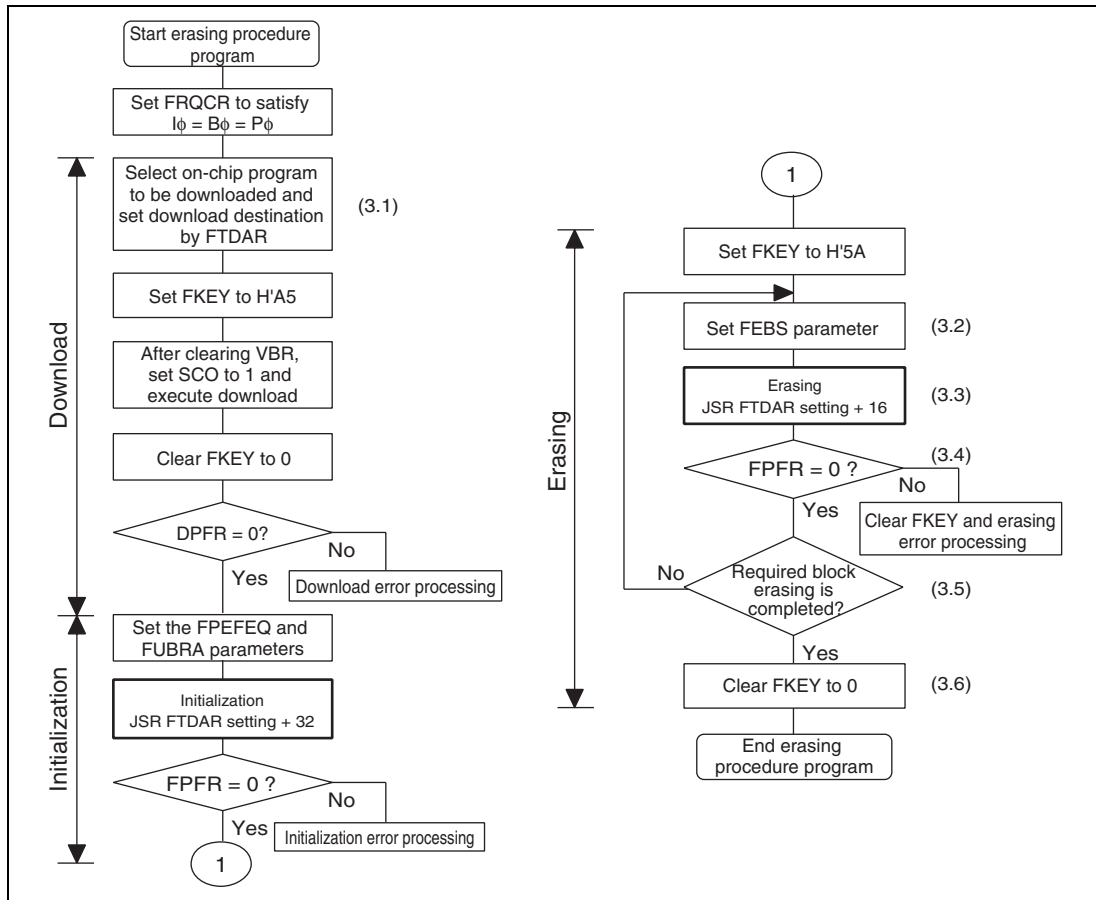 Start erasing procedure
program
Set FRQCR to satisfy
Iϕ = Bϕ = Pϕ
Download
Select on-chip program
to be downloaded and
set download destination
by FTDAR
(3.1)
Set FKEY to H'A5
After clearing VBR,
set SCO to 1 and
execute download
Clear FKEY to 0
DPFR = 0?
No
Yes
Download error processing
Initialization
Set the FPEFEQ and
FUBRA parameters
Initialization
JSR FTDAR setting + 32
FPFR = 0 ?
No
Yes
Initialization error processing
1
1
Erasing
Set FKEY to H'5A
Set FEBS parameter
(3.2)
Erasing
JSR FTDAR setting + 16
(3.3)
(3.4)
FPFR = 0 ?
No
Yes
Clear FKEY and erasing
error processing
No
Required block
erasing is
completed?
(3.5)
Yes
Clear FKEY to 0
(3.6)
End erasing
procedure program